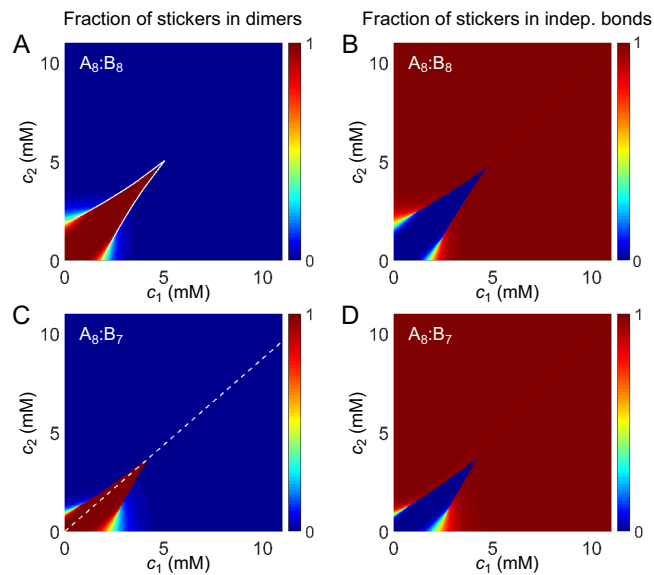 Fraction of stickers in dimers
Fraction of stickers in indep. bonds
A
B
A₈:B₈
A₈:B₈
10
5
0
c₂ (mM)
1
0
10
5
0
c₂ (mM)
1
0
0 5 10
c₁ (mM)
0 5 10
c₁ (mM)
C
D
A₈:B₇
A₈:B₇
10
5
0
c₂ (mM)
1
0
10
5
0
c₂ (mM)
1
0
0 5 10
c₁ (mM)
0 5 10
c₁ (mM)